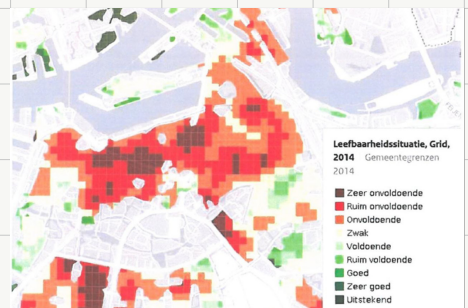 Leefbaarheidssituatie, Grid,
2014 Gemeentegrenzen
2014
Zeer onvoldoende
Ruim onvoldoende
Onvoldoende
Zwak
Voldoende
Ruim voldoende
Goed
Zeer goed
Uitstekend